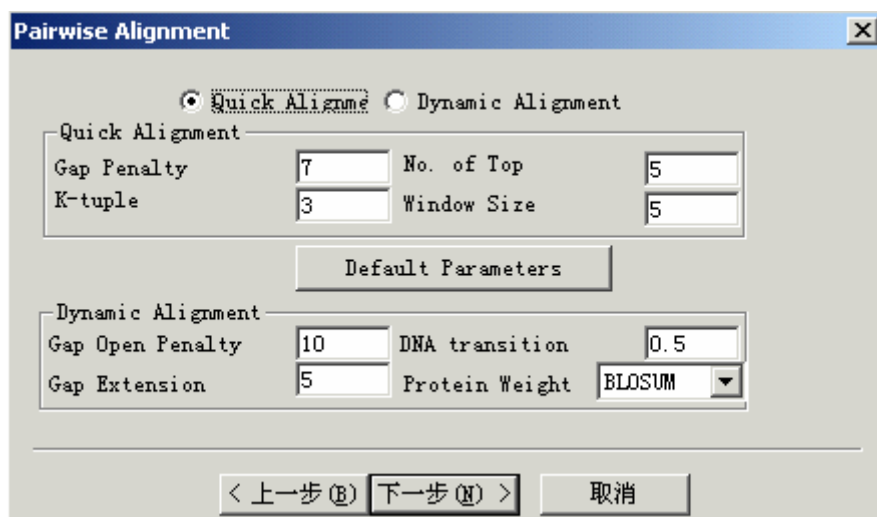 Pairwise Alignment
Quick Alignme Dynamic Alignment
Quick Alignment
Gap Penalty 7 No. of Top 5
K-tuple 3 Window Size 5
Default Parameters
Dynamic Alignment
Gap Open Penalty 10 DNA transition 0.5
Gap Extension 5 Protein Weight BLOSUM
< 上一步(B) 下一步(N) > 取消